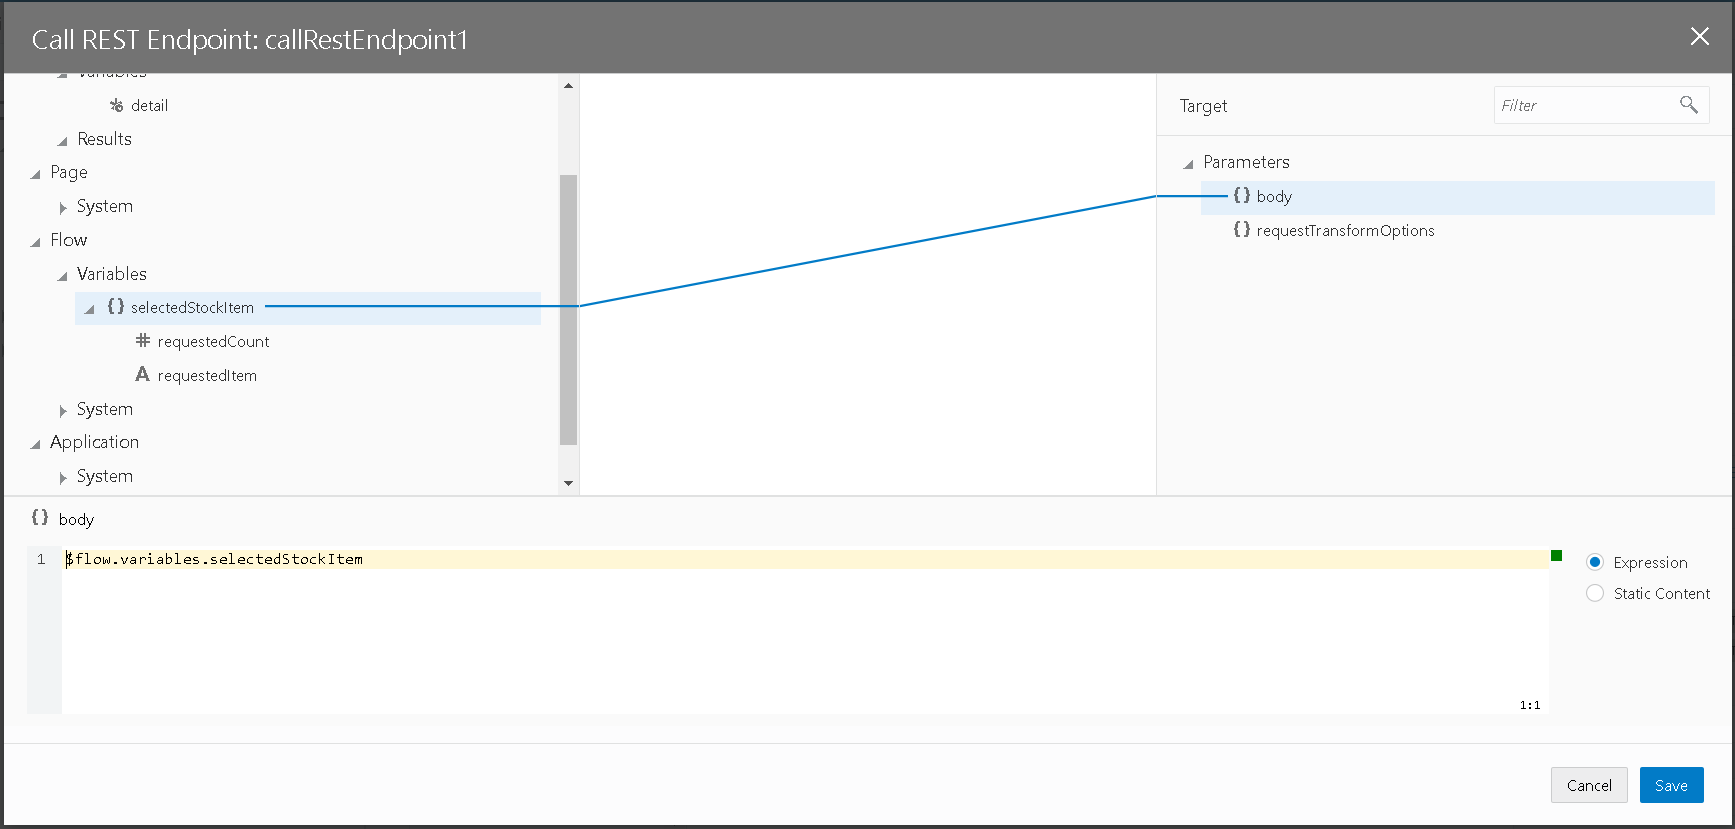 Call REST Endpoint: callRestEndpoint1
Variables
detail
Results
Page
System
Flow
Variables
{} selectedStockItem
# requestedCount
A requestedItem
System
Application
System
Target
Filter
Parameters
{} body
{} requestTransformOptions
{} body
1 $flow.variables.selectedStockItem
1:1
Expression
Static Content
Cancel
Save